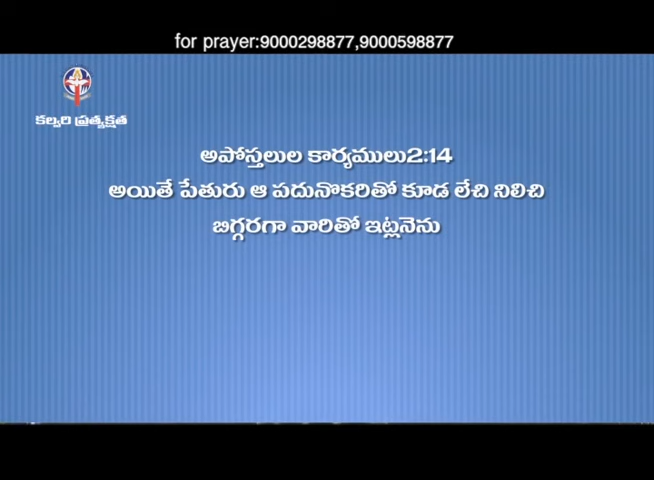 for prayer:9000298877,9000598877
కల్వరి ప్రత్యక్షత
అపోస్తలుల కార్యములు2:14
అయితే పేతురు ఆ పదునొకరితో కూడ లేచి నిలిచి
బిగ్గరగా వారితో ఇట్లనెను